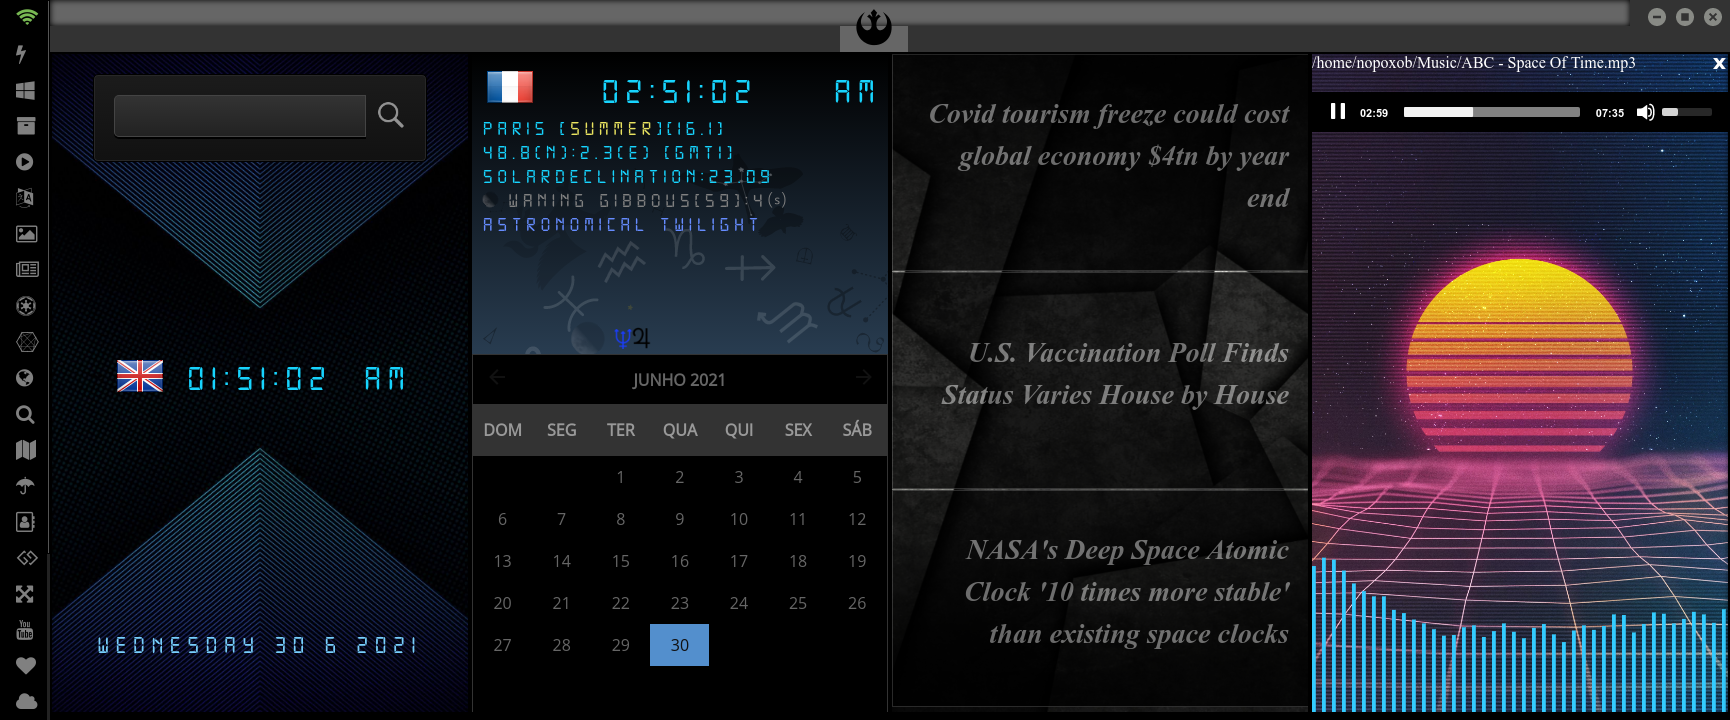 01:51:02 AM
WEDNESDAY 30 6 2021
02:51:02 AM
PARIS (SUMMER)(16.1)
48.8(N):2.3(E) (GMT1)
SOLARDECLINATION:23.09
WANING GIBBOUS(59):4(s)
ASTRONOMICAL TWILIGHT
JUNHO 2021
DOM SEG TER QUA QUI SEX SÁB
1 2 3 4 5
6 7 8 9 10 11 12
13 14 15 16 17 18 19
20 21 22 23 24 25 26
27 28 29 30
Covid tourism freeze could cost
global economy $4tn by year
end
U.S. Vaccination Poll Finds
Status Varies House by House
NASA's Deep Space Atomic
Clock '10 times more stable'
than existing space clocks
/home/nopoxob/Music/ABC - Space Of Time.mp3 x
02:59 07:35
You
Tube